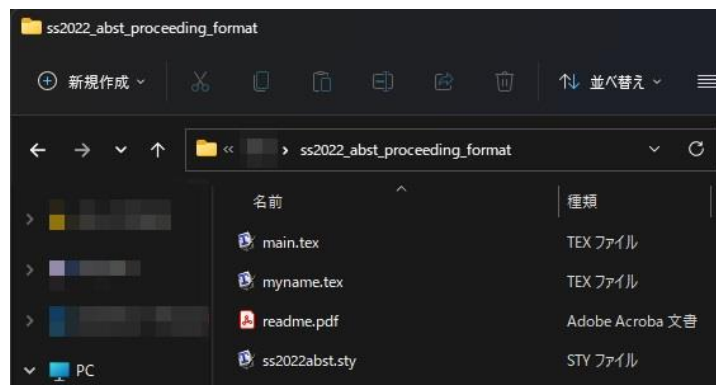 ss2022_abst_proceeding_format
新規作成 並べ替え
« › ss2022_abst_proceeding_format
名前 種類
main.tex TEX ファイル
myname.tex TEX ファイル
readme.pdf Adobe Acroba 文書
ss2022abst.sty STY ファイル
PC